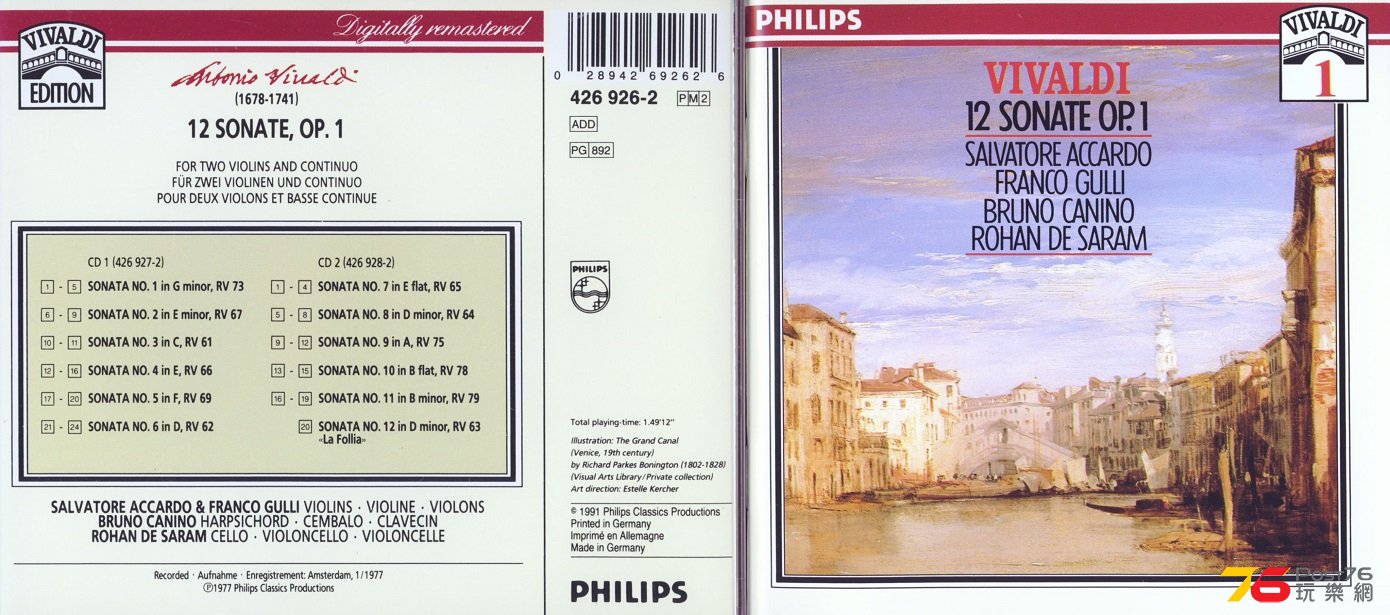 VIVALDI
EDITION
Digitally remastered
Antonio Vivaldi
(1678-1741)
12 SONATE, OP. 1
FOR TWO VIOLINS AND CONTINUO
FÜR ZWEI VIOLINEN UND CONTINUO
POUR DEUX VIOLONS ET BASSE CONTINUE
CD 1 (426 927-2)
1 - 5 SONATA NO. 1 in G minor, RV 73
6 - 9 SONATA NO. 2 in E minor, RV 67
10 - 11 SONATA NO. 3 in C, RV 61
12 - 16 SONATA NO. 4 in E, RV 66
17 - 20 SONATA NO. 5 in F, RV 69
21 - 24 SONATA NO. 6 in D, RV 62
CD 2 (426 928-2)
1 - 4 SONATA NO. 7 in E flat, RV 65
5 - 8 SONATA NO. 8 in D minor, RV 64
9 - 12 SONATA NO. 9 in A, RV 75
13 - 15 SONATA NO. 10 in B flat, RV 78
16 - 19 SONATA NO. 11 in B minor, RV 79
20 SONATA NO. 12 in D minor, RV 63
«La Follia»
SALVATORE ACCARDO & FRANCO GULLI VIOLINS · VIOLINE · VIOLONS
BRUNO CANINO HARPSICHORD · CEMBALO · CLAVECIN
ROHAN DE SARAM CELLO · VIOLONCELLO · VIOLONCELLE
Recorded · Aufnahme · Enregistrement: Amsterdam, 1/1977
Ⓟ1977 Philips Classics Productions
0 28942 69262 6
426 926-2 PM2
ADD
PG 892
PHILIPS
Total playing-time: 1.49'12"
Illustration: The Grand Canal
(Venice, 19th century)
by Richard Parkes Bonington (1802-1828)
(Visual Arts Library/Private collection)
Art direction: Estelle Kercher
© 1991 Philips Classics Productions
Printed in Germany
Imprimé en Allemagne
Made in Germany
PHILIPS
PHILIPS
VIVALDI
1
VIVALDI
12 SONATE OP. 1
SALVATORE ACCARDO
FRANCO GULLI
BRUNO CANINO
ROHAN DE SARAM
76 Post76
玩樂網